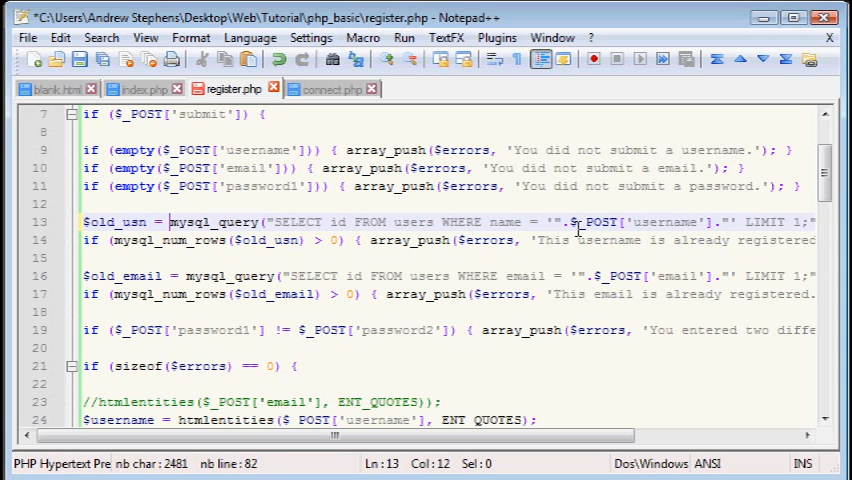 *C:\Users\Andrew Stephens\Desktop\Web\Tutorial\php_basic\register.php - Notepad++
File Edit Search View Format Language Settings Macro Run TextFX Plugins Window X
blank.html index.php register.php connect.php
7 if ($_POST['submit']) {
8
9 if (empty($_POST['username'])) { array_push($errors, 'You did not submit a username.'); }
10 if (empty($_POST['email'])) { array_push($errors, 'You did not submit a email.'); }
11 if (empty($_POST['password1'])) { array_push($errors, 'You did not submit a password.'); }
12
13 $old_usn = mysql_query("SELECT id FROM users WHERE name = '".$_POST['username']."' LIMIT 1;"
14 if (mysql_num_rows($old_usn) > 0) { array_push($errors, 'This username is already registered
15
16 $old_email = mysql_query("SELECT id FROM users WHERE email = '".$_POST['email']."' LIMIT 1;"
17 if (mysql_num_rows($old_email) > 0) { array_push($errors, 'This email is already registered.
18
19 if ($_POST['password1'] != $_POST['password2']) { array_push($errors, 'You entered two diffe
20
21 if (sizeof($errors) == 0) {
22
23 //htmlentities($_POST['email'], ENT_QUOTES));
24 $username = htmlentities($_POST['username'], ENT_QUOTES);
PHP Hypertext Pre nb char : 2481 nb line : 82 Ln : 13 Col : 12 Sel : 0 Dos\Windows ANSI INS